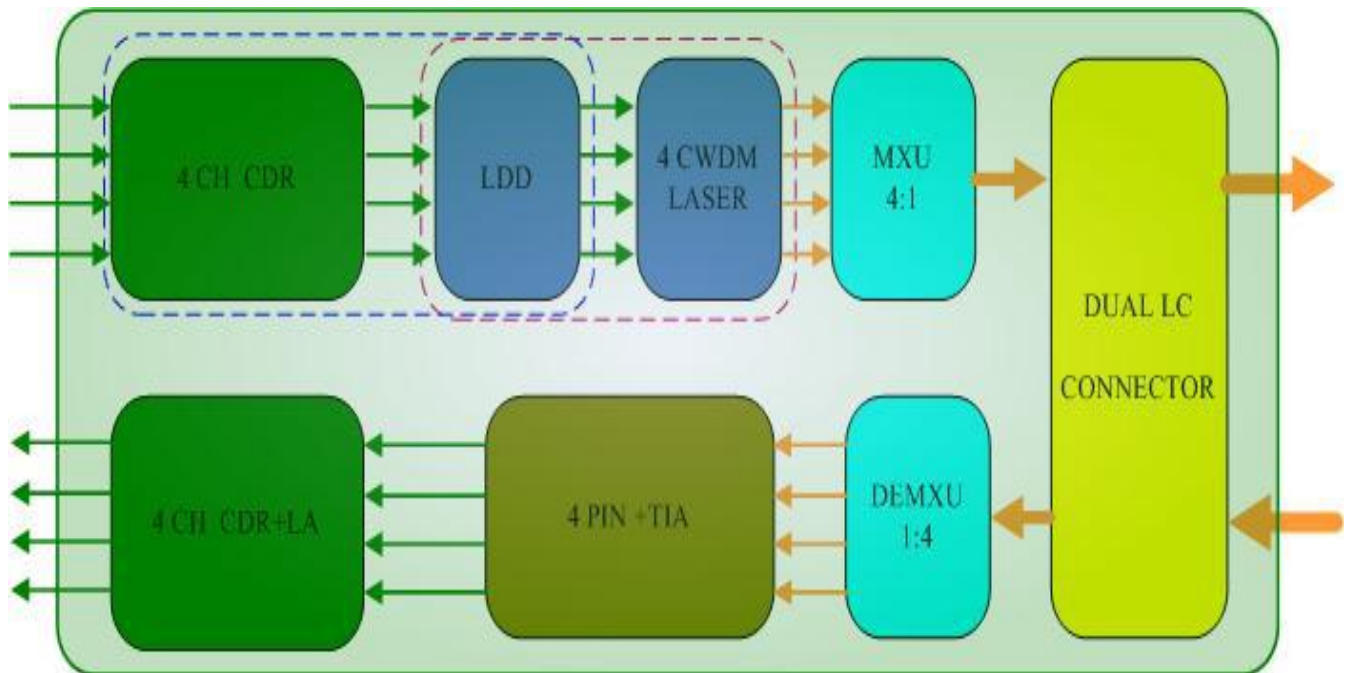 4 CH CDR
LDD
4 CWDM
LASER
MXU
4:1
DUAL LC
CONNECTOR
4 CH CDR+LA
4 PIN +TIA
DEMXU
1:4